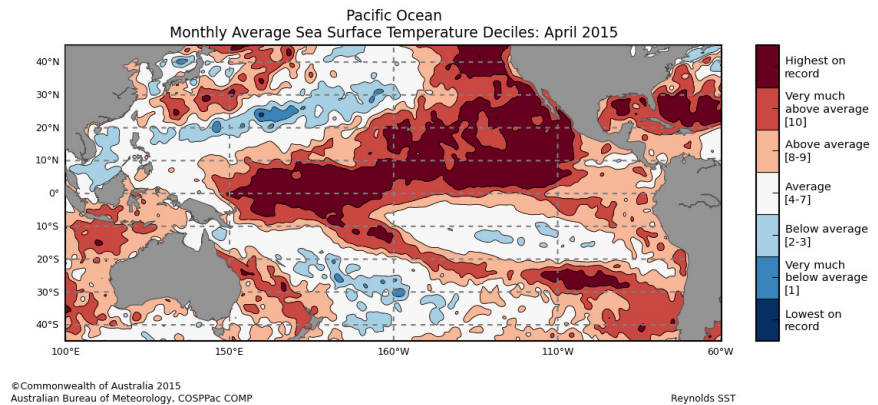 Pacific Ocean
Monthly Average Sea Surface Temperature Deciles: April 2015
40°N
30°N
20°N
10°N
0°
10°S
20°S
30°S
40°S
100°E
150°E
160°W
110°W
60°W
Highest on
record
Very much
above average
[10]
Above average
[8-9]
Average
[4-7]
Below average
[2-3]
Very much
below average
[1]
Lowest on
record
©Commonwealth of Australia 2015
Australian Bureau of Meteorology, COSPPac COMP
Reynolds SST